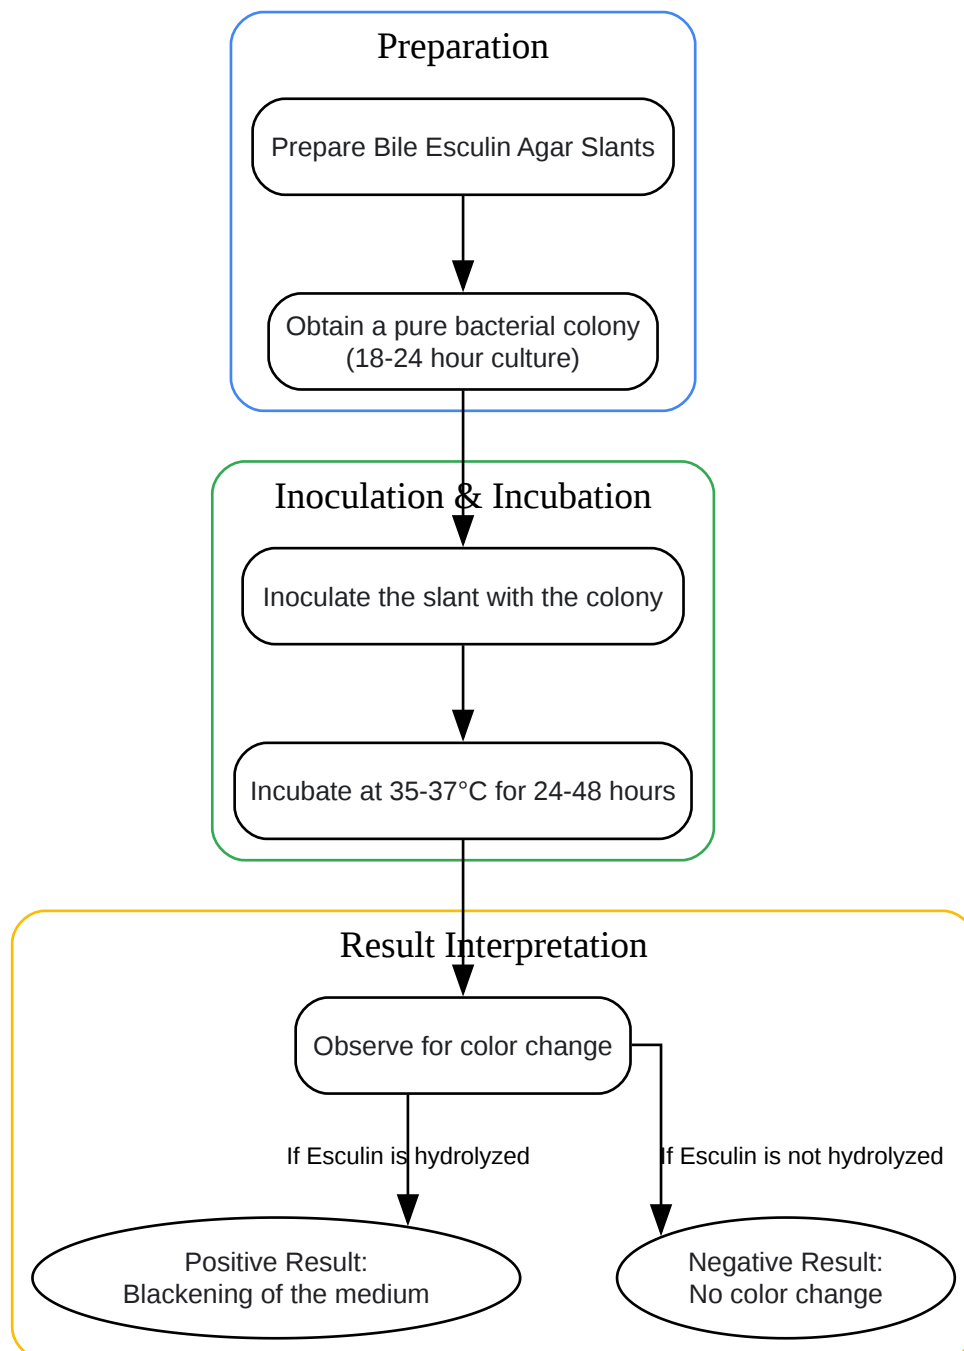 Preparation
Prepare Bile Esculin Agar Slants
Obtain a pure bacterial colony
(18-24 hour culture)
Inoculation & Incubation
Inoculate the slant with the colony
Incubate at 35-37°C for 24-48 hours
Result Interpretation
Observe for color change
If Esculin is hydrolyzed
If Esculin is not hydrolyzed
Positive Result:
Blackening of the medium
Negative Result:
No color change